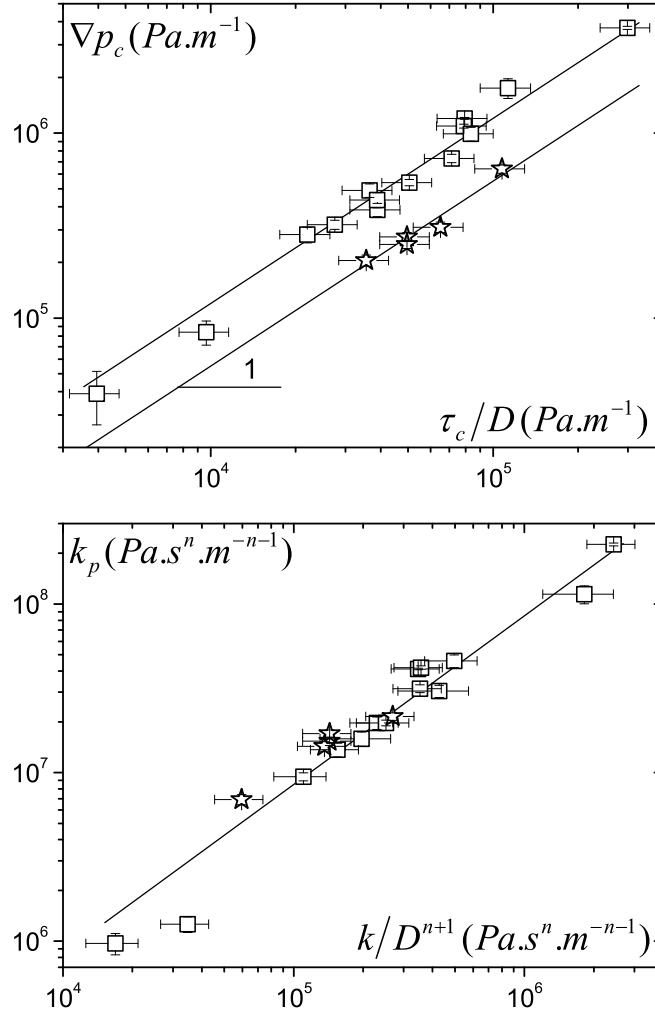 ∇p_c (Pa.m^{-1})
10^6
10^5
1
τ_c/D (Pa.m^{-1})
10^4 10^5
k_p (Pa.s^n.m^{-n-1})
10^8
10^7
10^6
k/D^{n+1} (Pa.s^n.m^{-n-1})
10^4 10^5 10^6